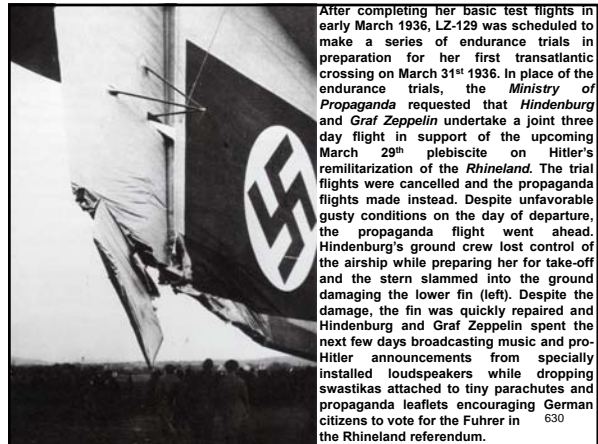 After completing her basic test flights in
early March 1936, LZ-129 was scheduled to
make a series of endurance trials in
preparation for her first transatlantic
crossing on March 31st 1936. In place of the
endurance trials, the Ministry of
Propaganda requested that Hindenburg
and Graf Zeppelin undertake a joint three
day flight in support of the upcoming
March 29th plebiscite on Hitler's
remilitarization of the Rhineland. The trial
flights were cancelled and the propaganda
flights made instead. Despite unfavorable
gusty conditions on the day of departure,
the propaganda flight went ahead.
Hindenburg's ground crew lost control of
the airship while preparing her for take-off
and the stern slammed into the ground
damaging the lower fin (left). Despite the
damage, the fin was quickly repaired and
Hindenburg and Graf Zeppelin spent the
next few days broadcasting music and pro-
Hitler announcements from specially
installed loudspeakers while dropping
swastikas attached to tiny parachutes and
propaganda leaflets encouraging German
citizens to vote for the Fuhrer in
the Rhineland referendum.
630